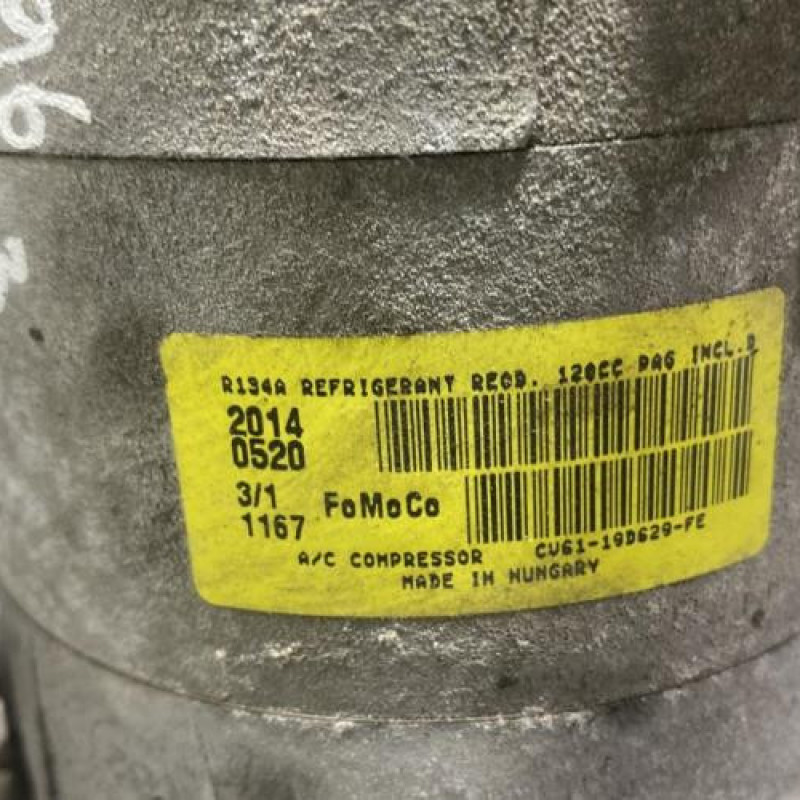 96
R134A REFRIGERANT REQD. 120CC PAG INCL.D
2014
0520
3/1
1167
FoMoCo
A/C COMPRESSOR CV61-19D629-FE
MADE IN HUNGARY